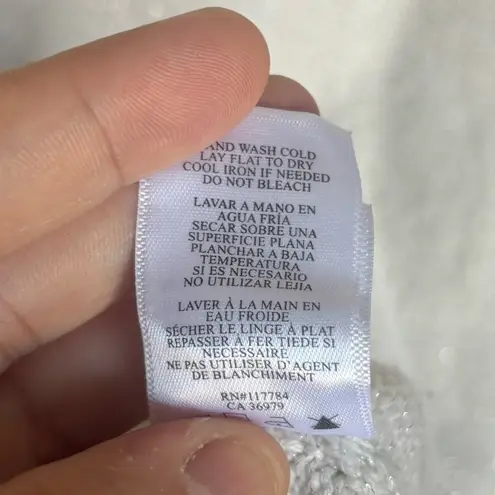 AND WASH COLD
LAY FLAT TO DRY
COOL IRON IF NEEDED
DO NOT BLEACH
LAVAR A MANO EN
AGUA FRÍA
SECAR SOBRE UNA
SUPERFICIE PLANA
PLANCHAR A BAJA
TEMPERATURA
SI ES NECESARIO
NO UTILIZAR LEJIA
LAVER À LA MAIN EN
EAU FROIDE
SÉCHER LE LINGE À PLAT
REPASSER À FER TIEDE SI
NECESSAIRE
NE PAS UTILISER D'AGENT
DE BLANCHIMENT
RN#117784
CA 36979